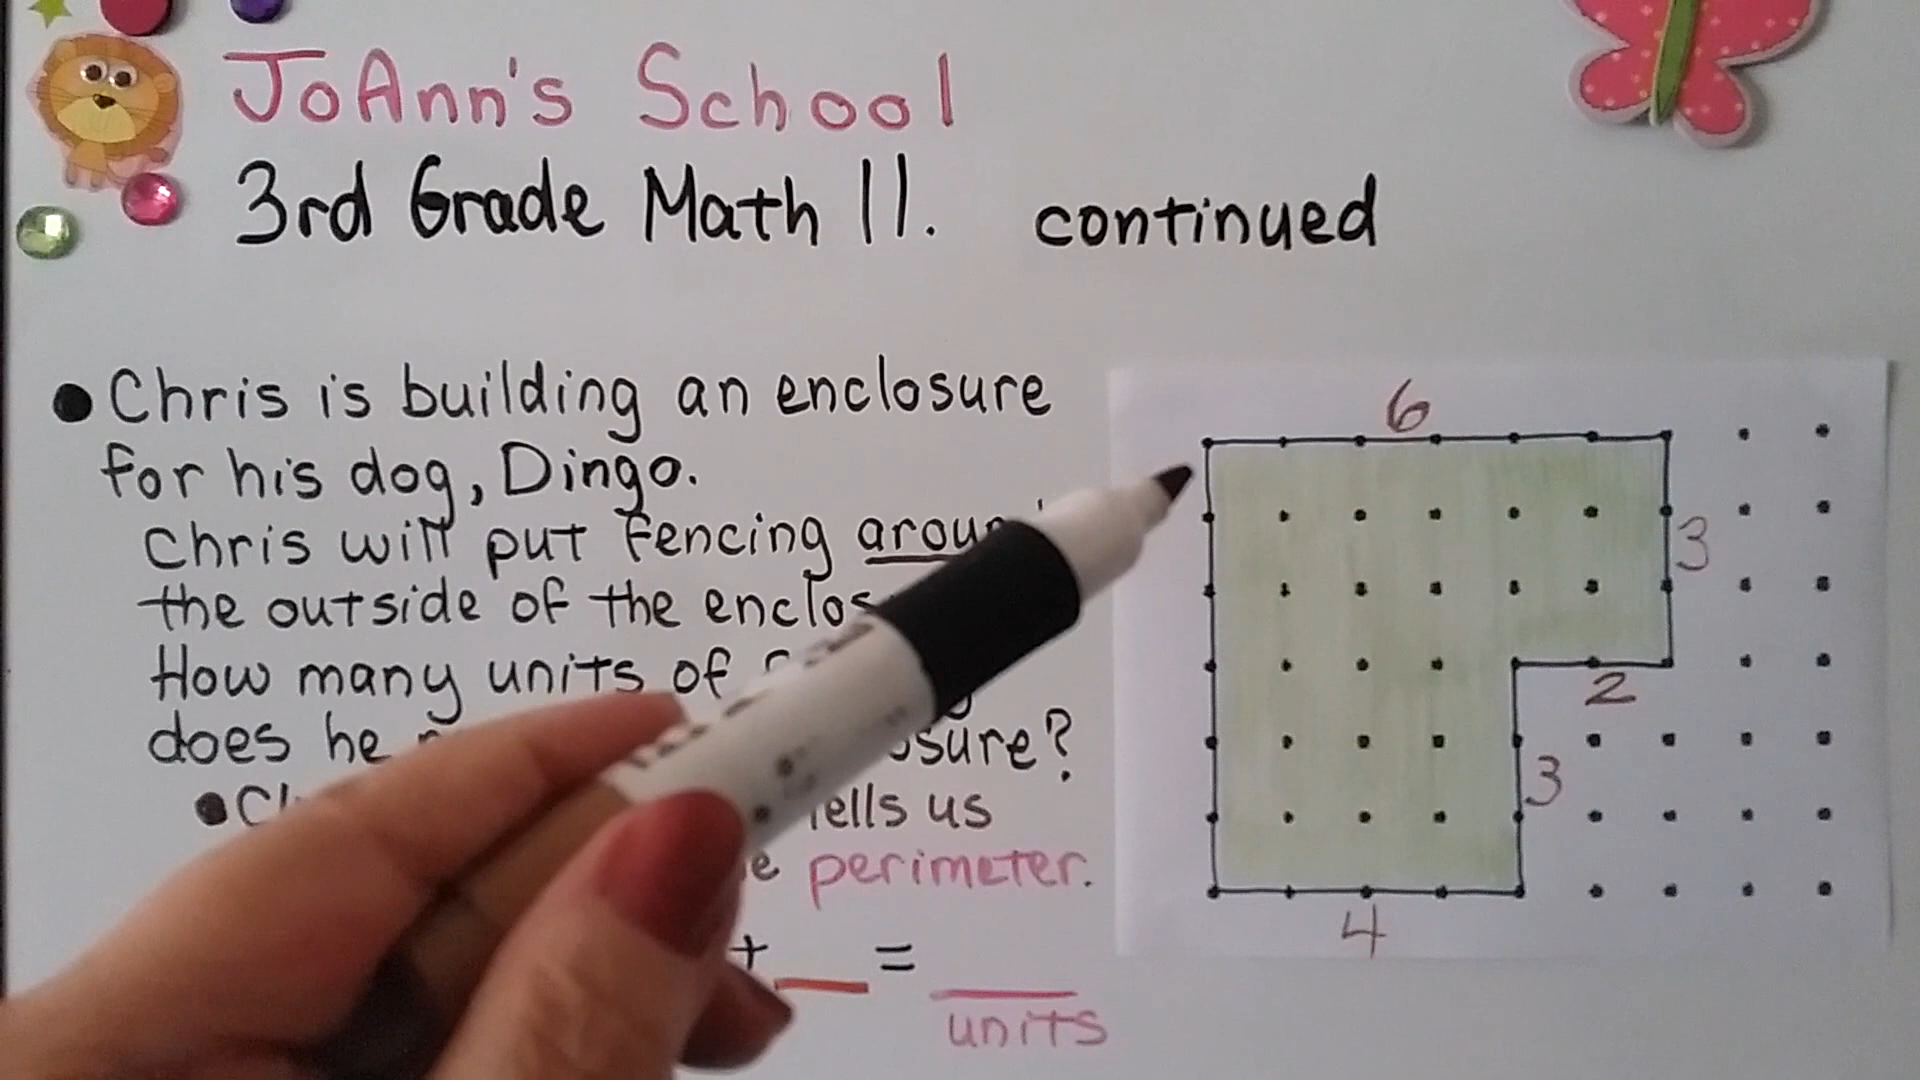 JoAnn's School
3rd Grade Math 11. continued
Chris is building an enclosure
for his dog, Dingo.
Chris will put fencing
the outside of the
How many units of
does he
us
perimeter.
+ __ = __
units
6
3
2
3
4